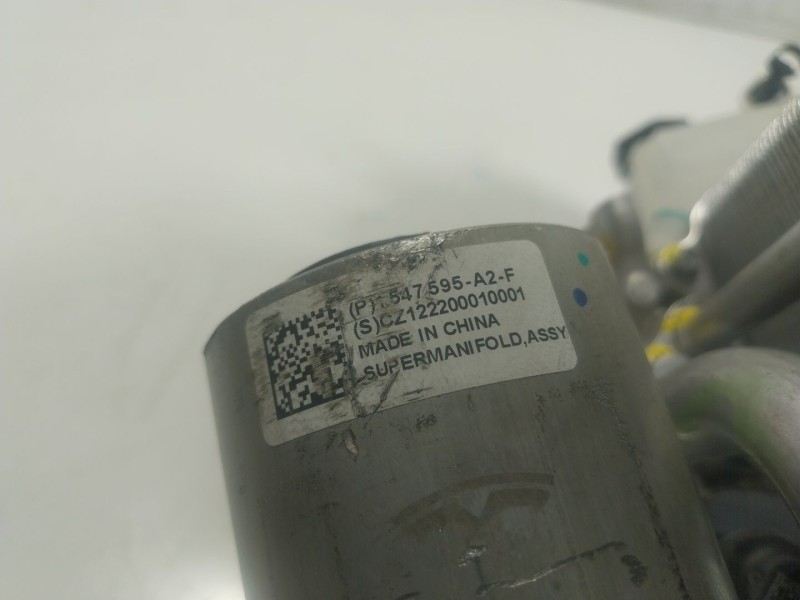 (P)1547595-A2-F
(S)CZ122200010001
MADE IN CHINA
SUPERMANIFOLD,ASSY